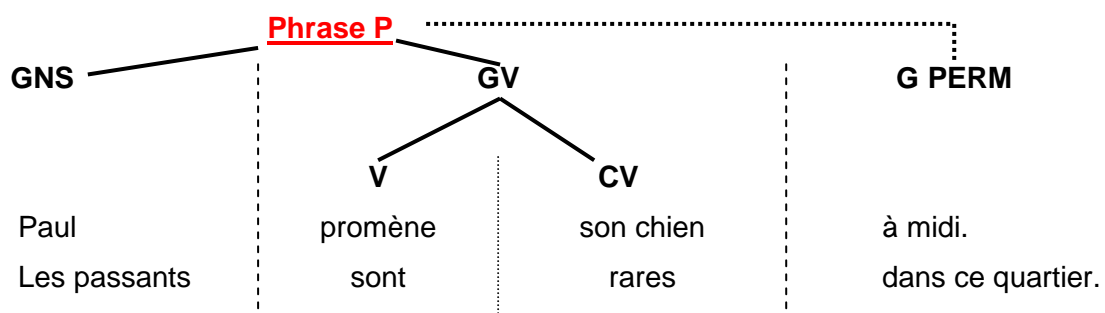 Phrase P
GNS GV G PERM
V CV
Paul promène son chien à midi.
Les passants sont rares dans ce quartier.